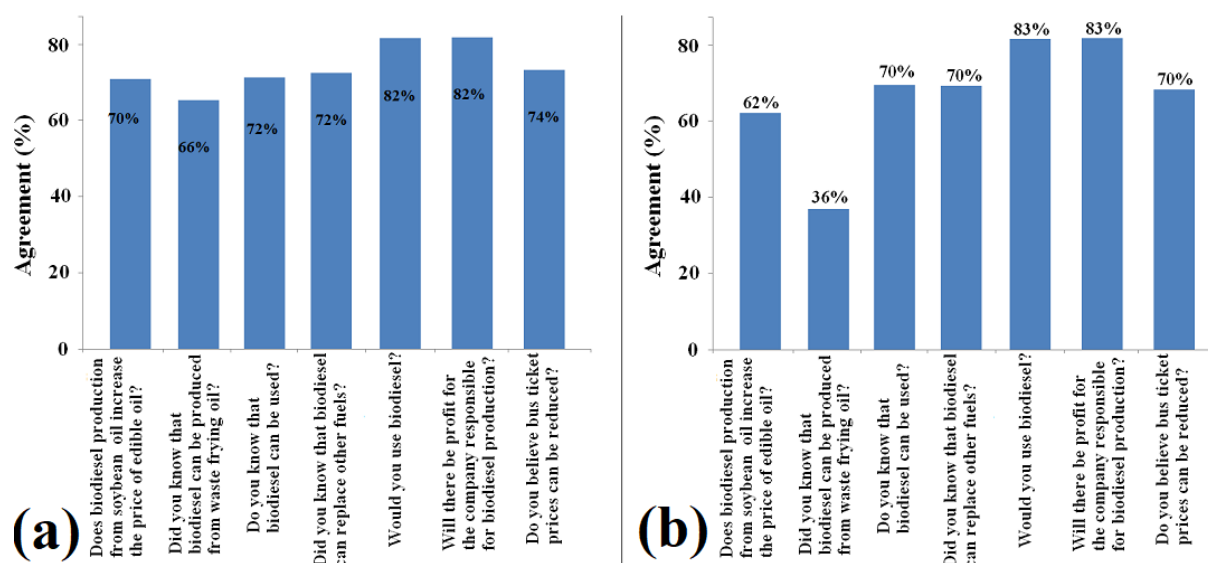 Agreement (%)
80
60
40
20
0
70%
66%
72%
72%
82%
82%
74%
Does biodiesel production
from soybean oil increase
the price of edible oil?
Did you know that
biodiesel can be produced
from waste frying oil?
Do you know that
biodiesel can be used?
Did you know that biodiesel
can replace other fuels?
Would you use biodiesel?
Will there be profit for
the company responsible
for biodiesel production?
Do you believe bus ticket
prices can be reduced?
(a)
Agreement (%)
80
60
40
20
0
62%
36%
70%
70%
83%
83%
70%
Does biodiesel production
from soybean oil increase
the price of edible oil?
Did you know that
biodiesel can be produced
from waste frying oil?
Do you know that
biodiesel can be used?
Did you know that biodiesel
can replace other fuels?
Would you use biodiesel?
Will there be profit for
the company responsible
for biodiesel production?
Do you believe bus ticket
prices can be reduced?
(b)